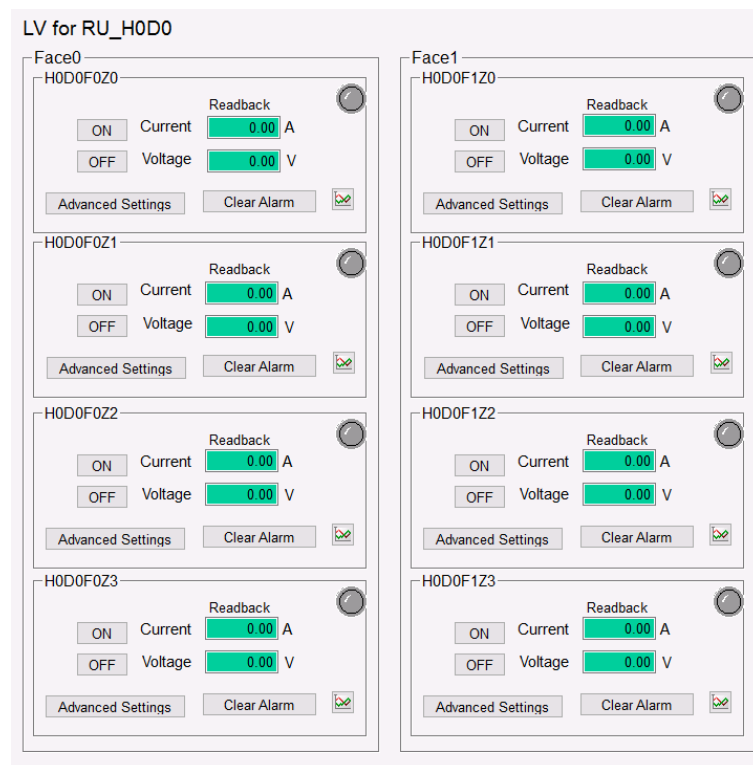 LV for RU_H0D0
Face0
H0D0F0Z0
Readback
ON Current 0.00 A
OFF Voltage 0.00 V
Advanced Settings Clear Alarm
H0D0F0Z1
Readback
ON Current 0.00 A
OFF Voltage 0.00 V
Advanced Settings Clear Alarm
H0D0F0Z2
Readback
ON Current 0.00 A
OFF Voltage 0.00 V
Advanced Settings Clear Alarm
H0D0F0Z3
Readback
ON Current 0.00 A
OFF Voltage 0.00 V
Advanced Settings Clear Alarm
Face1
H0D0F1Z0
Readback
ON Current 0.00 A
OFF Voltage 0.00 V
Advanced Settings Clear Alarm
H0D0F1Z1
Readback
ON Current 0.00 A
OFF Voltage 0.00 V
Advanced Settings Clear Alarm
H0D0F1Z2
Readback
ON Current 0.00 A
OFF Voltage 0.00 V
Advanced Settings Clear Alarm
H0D0F1Z3
Readback
ON Current 0.00 A
OFF Voltage 0.00 V
Advanced Settings Clear Alarm